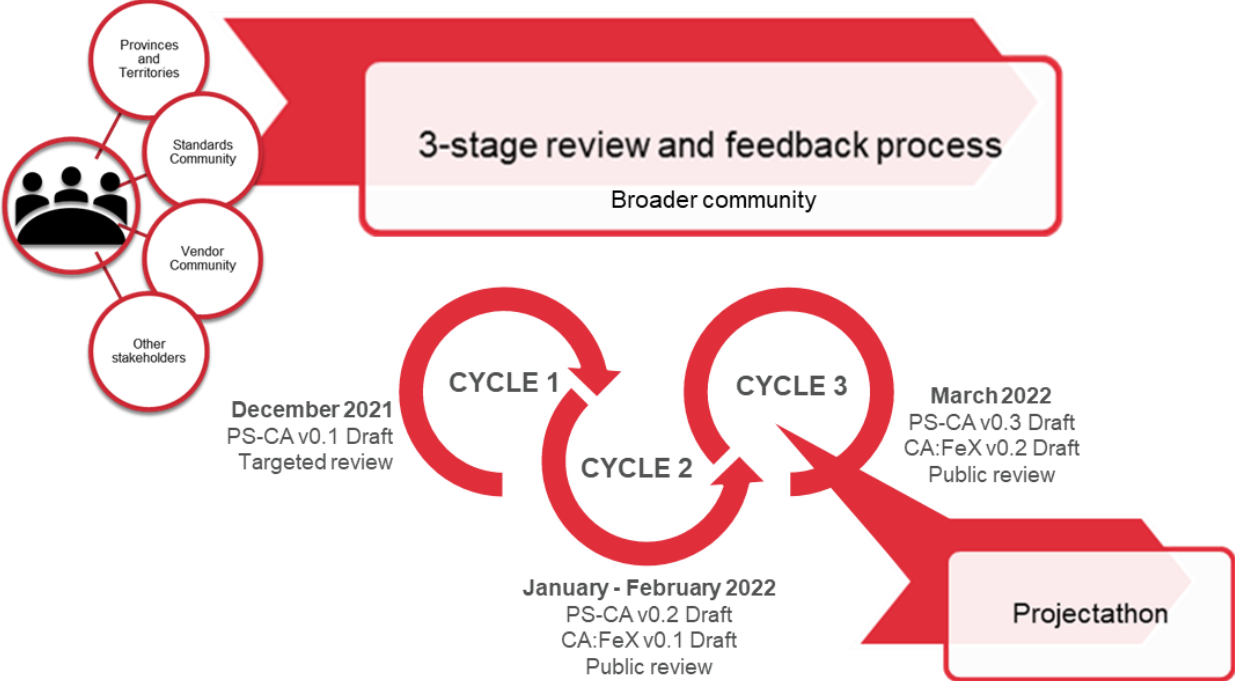 Provinces
and
Territories
Standards
Community
Vendor
Community
Other
stakeholders
3-stage review and feedback process
Broader community
CYCLE 1
December 2021
PS-CA v0.1 Draft
Targeted review
CYCLE 2
January - February 2022
PS-CA v0.2 Draft
CA:FeX v0.1 Draft
Public review
CYCLE 3
March 2022
PS-CA v0.3 Draft
CA:FeX v0.2 Draft
Public review
Projectathon